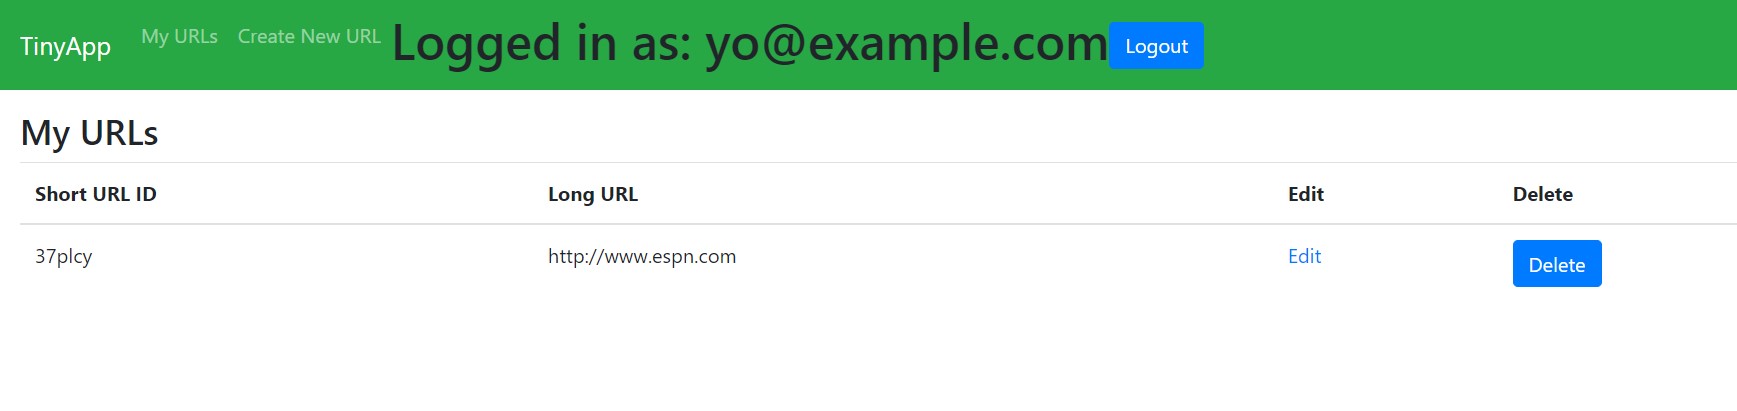 TinyApp My URLs Create New URL Logged in as: yo@example.com Logout
My URLs
Short URL ID Long URL Edit Delete
37plcy http://www.espn.com Edit Delete